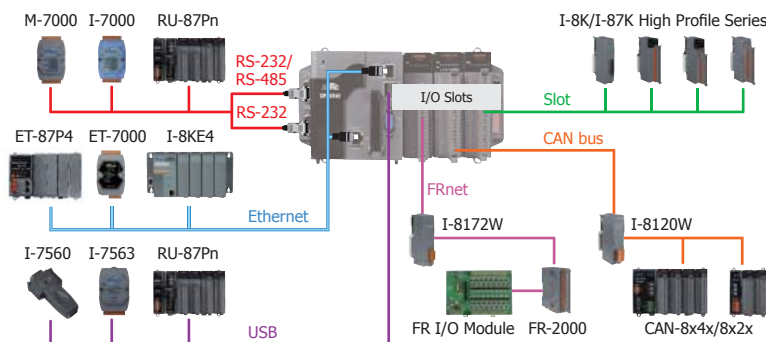 M-7000 I-7000 RU-87Pn
I-8K/I-87K High Profile Series
RS-232/
RS-485
RS-232
I/O Slots
Slot
ET-87P4 ET-7000 I-8KE4
CAN bus
FRnet
Ethernet
I-8172W
I-8120W
I-7560 I-7563 RU-87Pn
USB
FR I/O Module
FR-2000
CAN-8x4x/8x2x